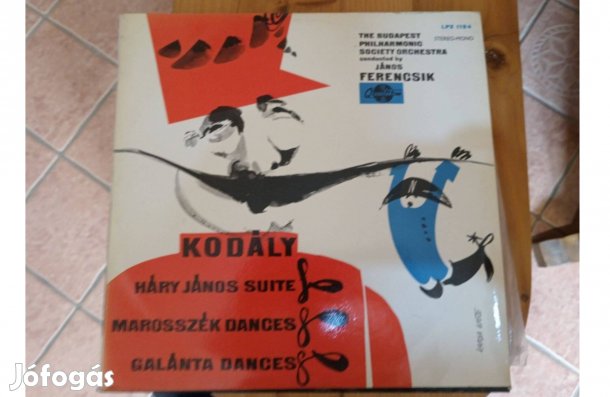 LPX 1184
STEREO-MONO
THE BUDAPEST
PHILHARMONIC
SOCIETY ORCHESTRA
conducted by
JÁNOS
FERENCSIK
KODÁLY
HÁRY JÁNOS SUITE
MAROSSZÉK DANCES
GALÁNTA DANCES
Jófogás